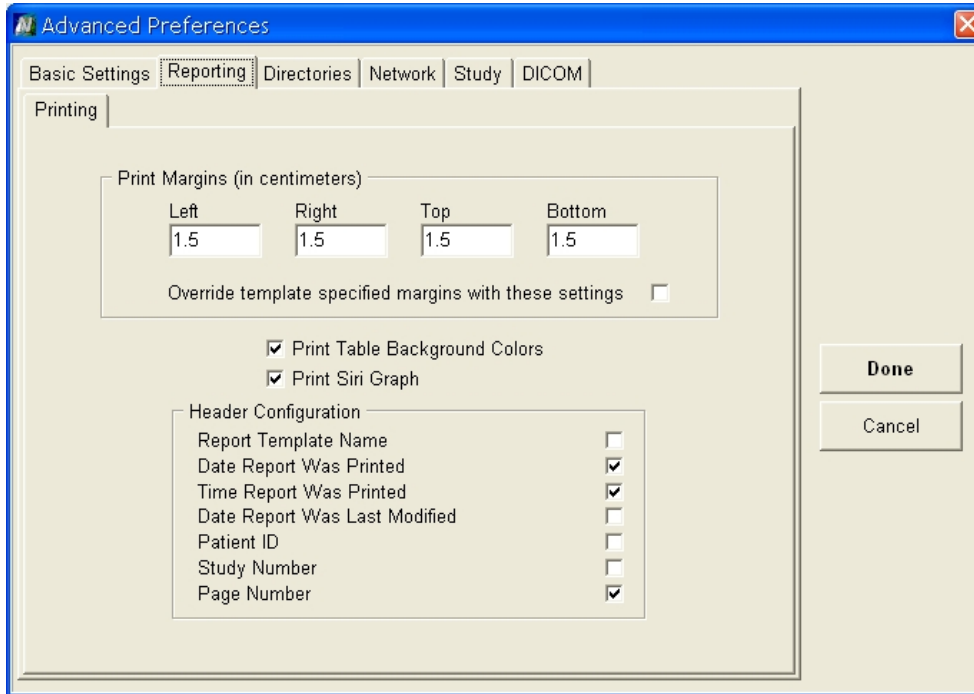 Advanced Preferences
Basic Settings Reporting Directories Network Study DICOM
Printing
Print Margins (in centimeters)
Left Right Top Bottom
1.5 1.5 1.5 1.5
Override template specified margins with these settings
Print Table Background Colors
Print Siri Graph
Done
Cancel
Header Configuration
Report Template Name
Date Report Was Printed
Time Report Was Printed
Date Report Was Last Modified
Patient ID
Study Number
Page Number